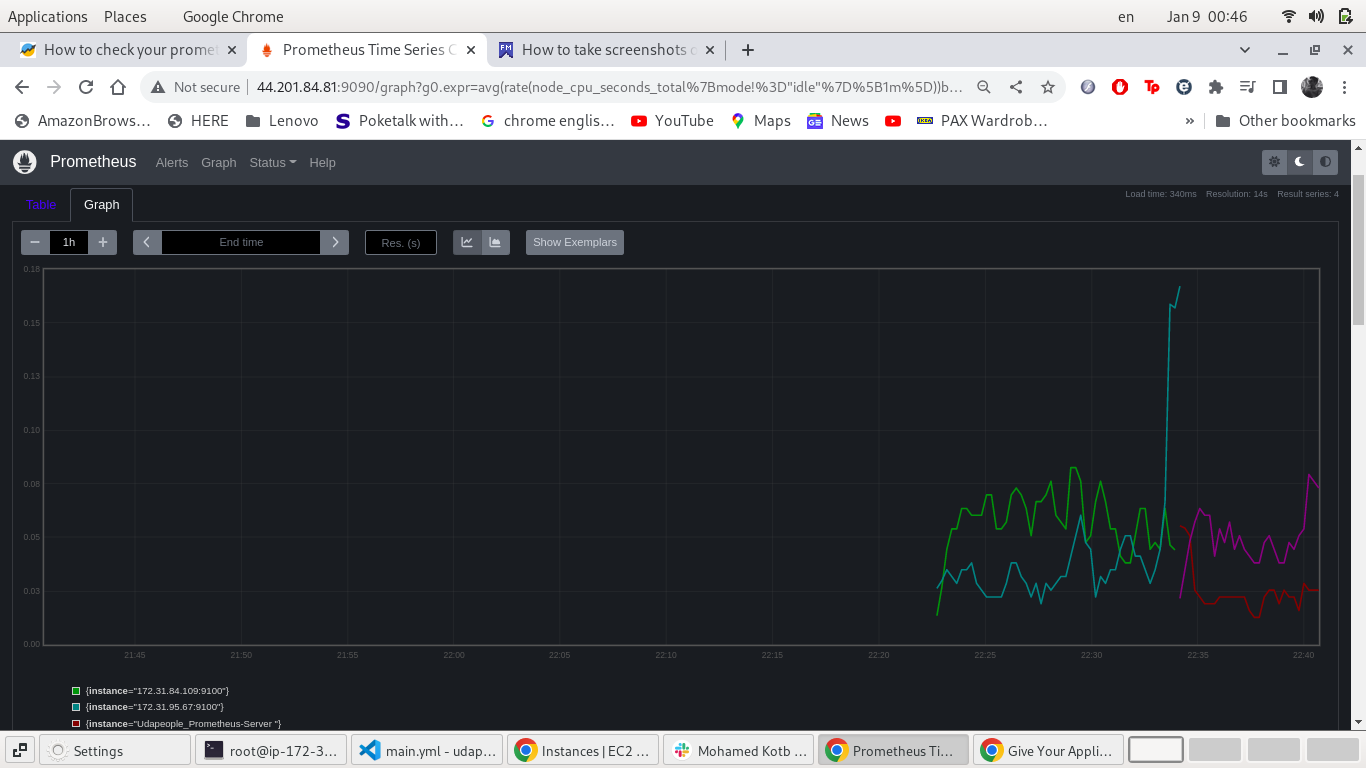 Applications Places Google Chrome en Jan 9 00:46
How to check your promet Prometheus Time Series C FM How to take screenshots o
Not secure 44.201.84.81:9090/graph?g0.expr=avg(rate(node_cpu_seconds_total%7Bmode!%3D"idle"%7D%5B1m%5D))b…
AmazonBrows… HERE Lenovo Poketalk with… chrome englis… YouTube Maps News PAX Wardrob… » Other bookmarks
Prometheus Alerts Graph Status Help
Load time: 340ms Resolution: 14s Result series: 4
Table Graph
1h End time Res. (s) Show Exemplars
0.18
0.15
0.13
0.10
0.08
0.05
0.03
0.00
21:45 21:50 21:55 22:00 22:05 22:10 22:15 22:20 22:25 22:30 22:35 22:40
{instance="172.31.84.109:9100"}
{instance="172.31.95.67:9100"}
{instance="Udapeople_Prometheus-Server "}
Settings root@ip-172-3… main.yml - udap… Instances | EC2 … Mohamed Kotb … Prometheus Ti… Give Your Appli…